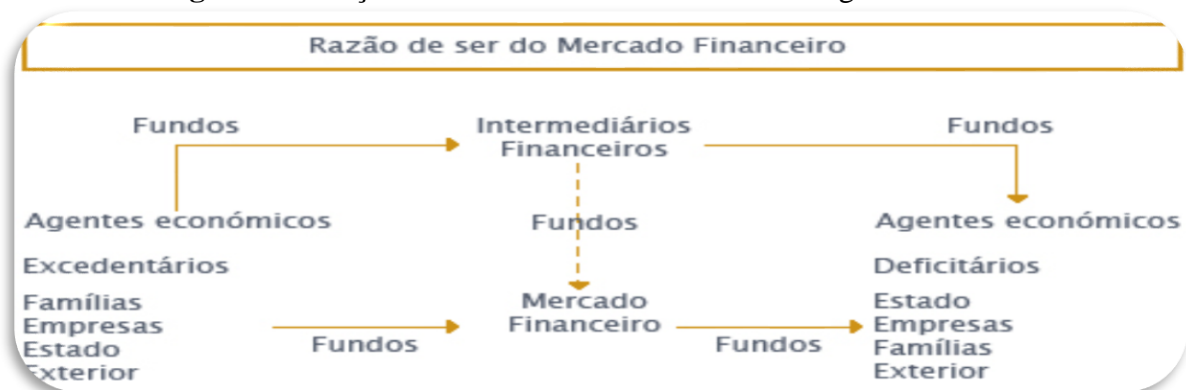 Razão de ser do Mercado Financeiro
Fundos
Intermediários
Financeiros
Fundos
Agentes económicos
Fundos
Agentes económicos
Excedentários
Deficitários
Famílias
Empresas
Estado
Exterior
Fundos
Mercado
Financeiro
Fundos
Estado
Empresas
Famílias
Exterior